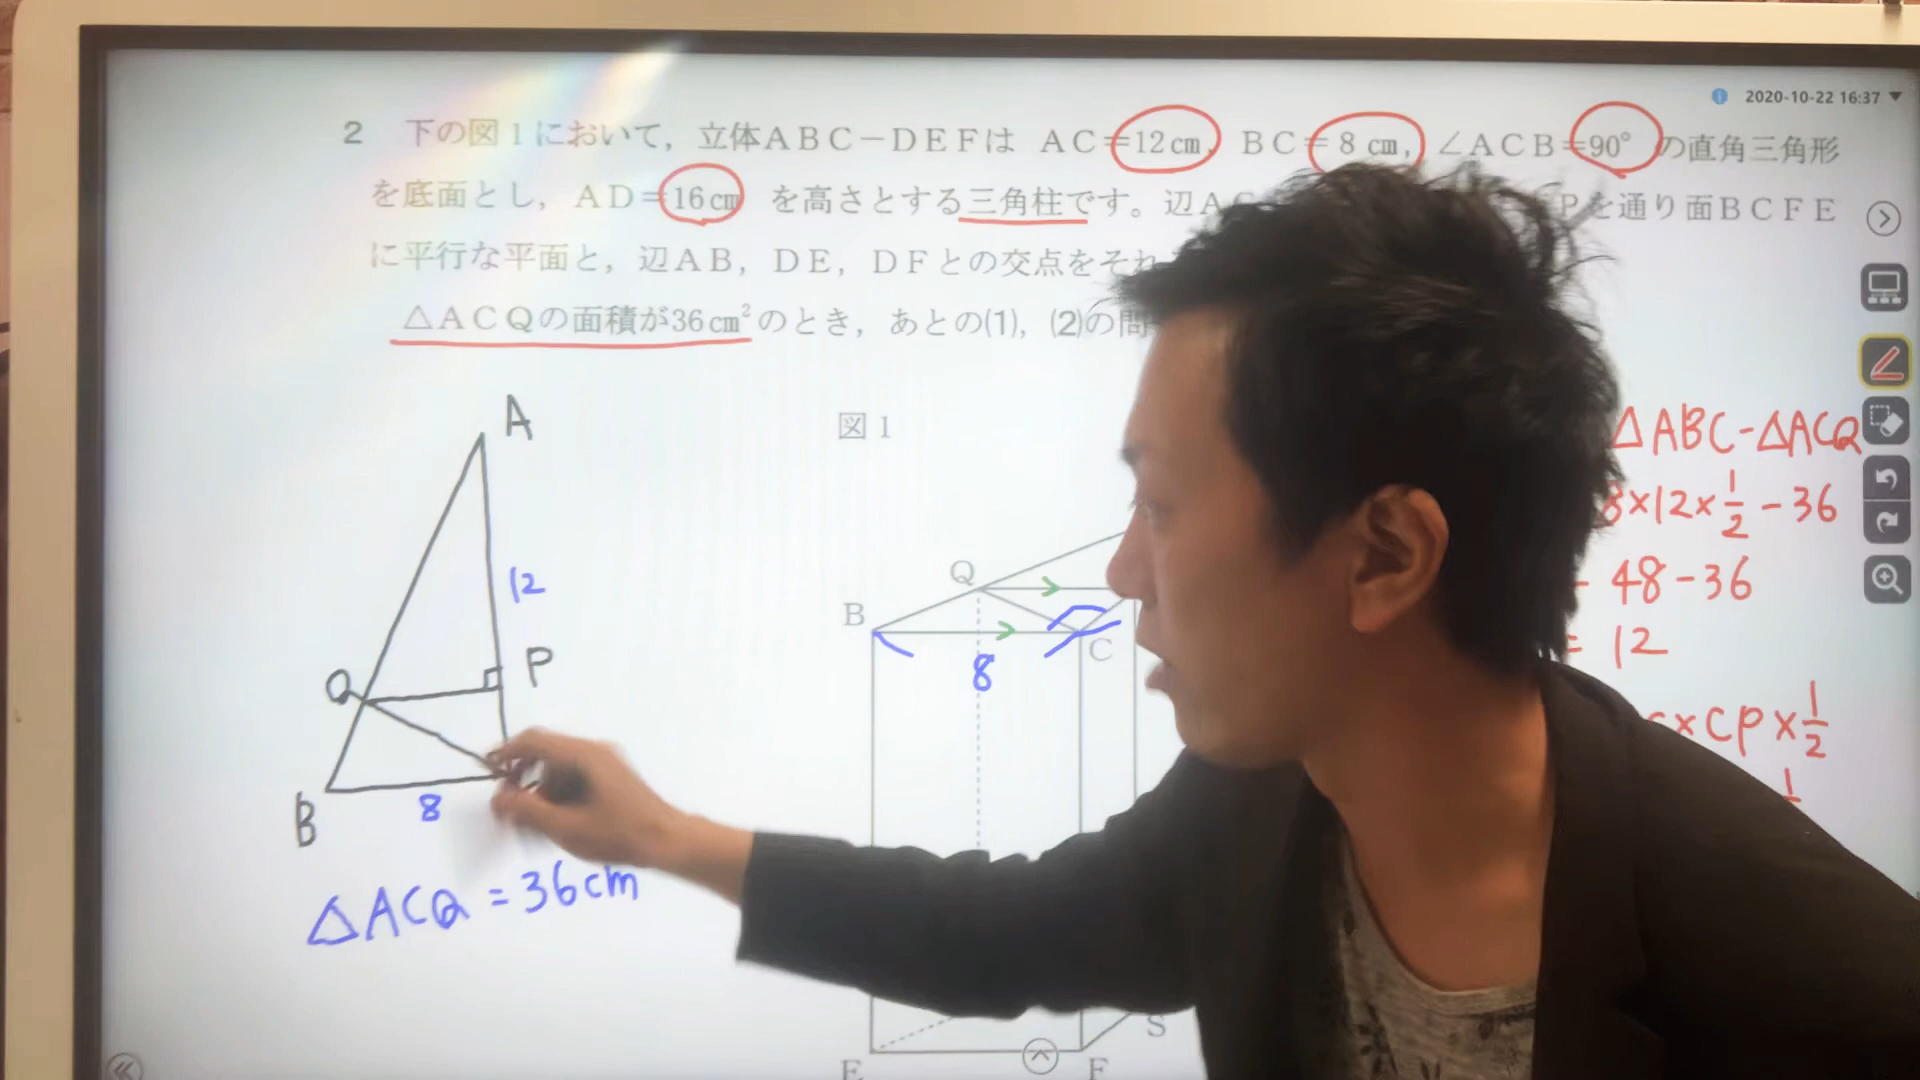 2020-10-22 16:37
2 下の図1において，立体ABC－DEFは AC＝12cm，BC＝8cm，∠ACB＝90°の直角三角形
を底面とし，AD＝16cm を高さとする三角柱です。辺A Pを通り面BCFE
に平行な平面と，辺AB，DE，DFとの交点をそれ
△ACQの面積が36cm²のとき，あとの(1)，(2)の問
図1
A
12
Q
P
B
8
△ACQ = 36cm
Q
B
C
8
E
F
S
△ABC-△ACQ
8×12×1/2-36
48-36
= 12
×CP×1/2